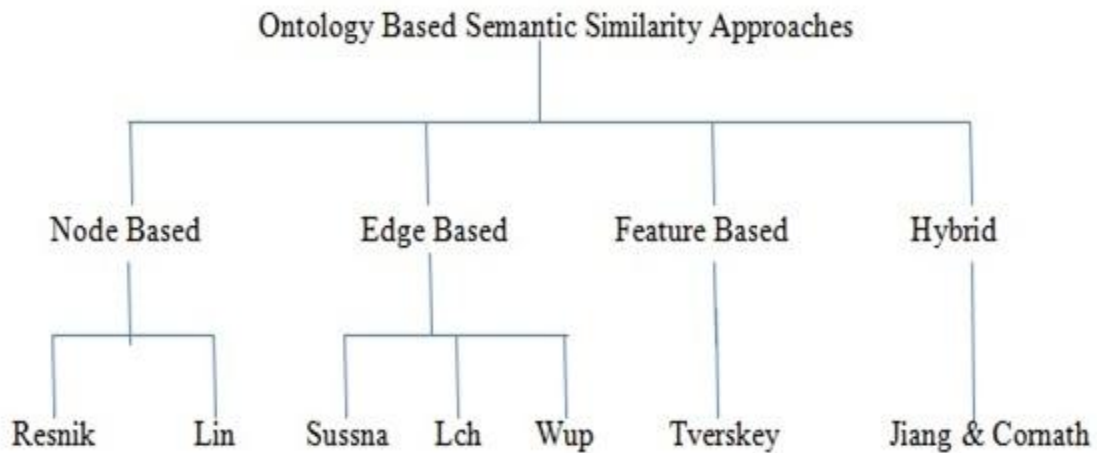 Ontology Based Semantic Similarity Approaches
Node Based Edge Based Feature Based Hybrid
Resnik Lin Sussna Lch Wup Tverskey Jiang & Cornath